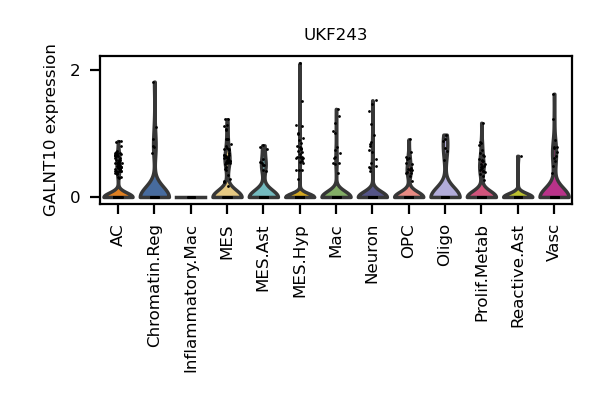 UKF243
GALNT10 expression
2
0
AC
Chromatin.Reg
Inflammatory.Mac
MES
MES.Ast
MES.Hyp
Mac
Neuron
OPC
Oligo
Prolif.Metab
Reactive.Ast
Vasc